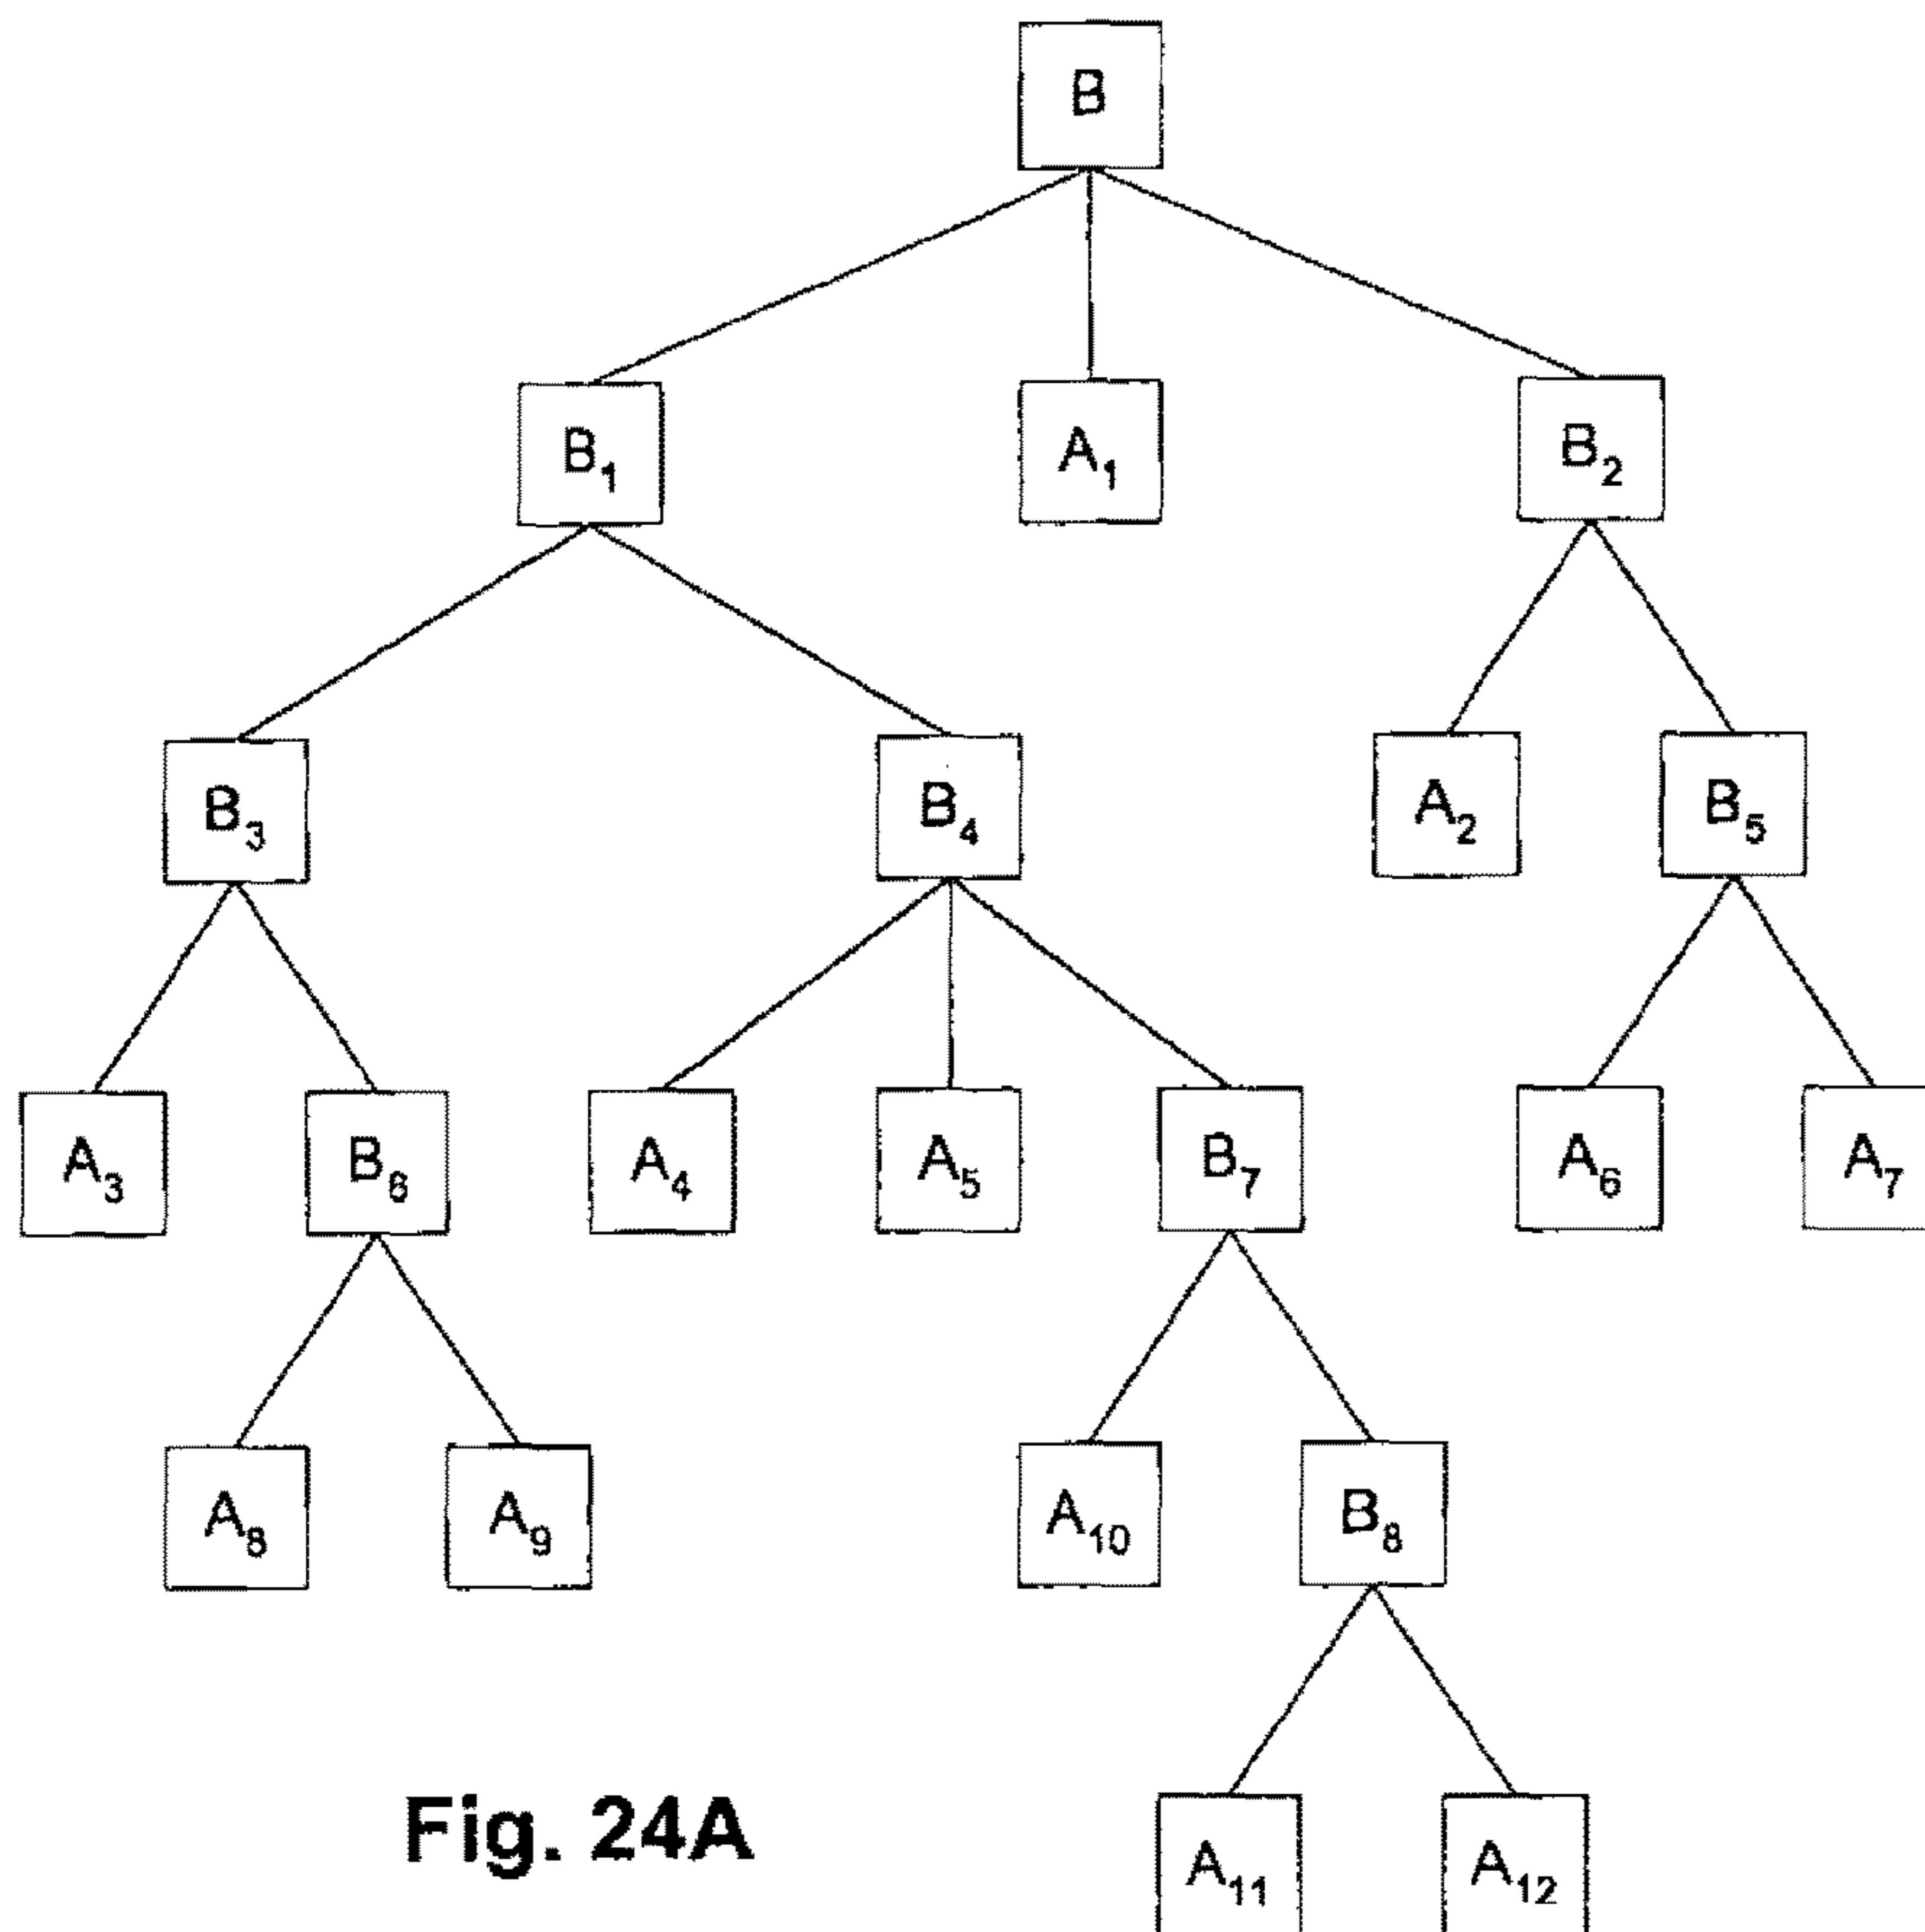 B
B₁ A₁ B₂
B₃ B₄ A₂ B₅
A₃ B₆ A₄ A₅ B₇ A₆ A₇
A₈ A₉ A₁₀ B₈
Fig. 24A
A₁₁ A₁₂